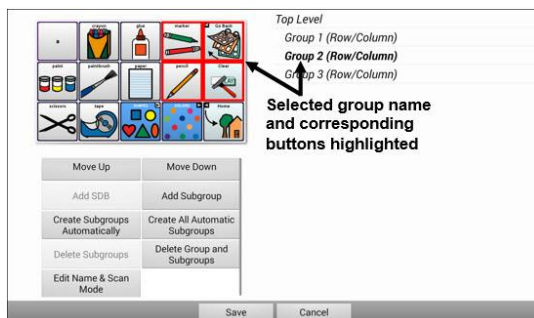 crayon
glue
marker
Go Back
paint
paintbrush
paper
pencil
Clear
scissors
tape
Home
Top Level
Group 1 (Row/Column)
Group 2 (Row/Column)
Group 3 (Row/Column)
Selected group name
and corresponding
buttons highlighted
Move Up
Move Down
Add SDB
Add Subgroup
Create Subgroups
Automatically
Create All Automatic
Subgroups
Delete Subgroups
Delete Group and
Subgroups
Edit Name & Scan
Mode
Save
Cancel